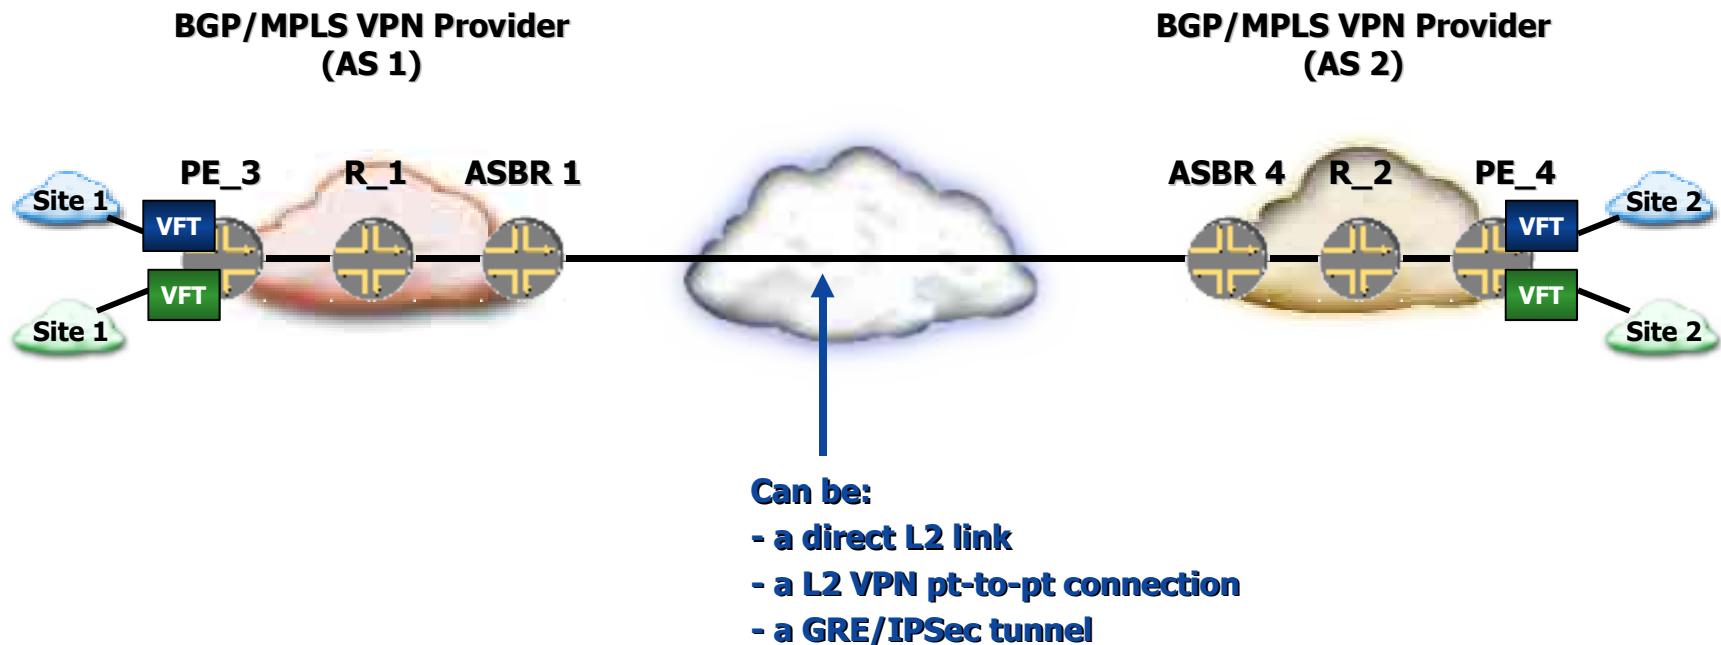 BGP/MPLS VPN Provider
(AS 1)
BGP/MPLS VPN Provider
(AS 2)
PE_3
R_1
ASBR 1
ASBR 4
R_2
PE_4
Site 1
VFT
VFT
Site 1
VFT
Site 2
VFT
Site 2
Can be:
- a direct L2 link
- a L2 VPN pt-to-pt connection
- a GRE/IPSec tunnel